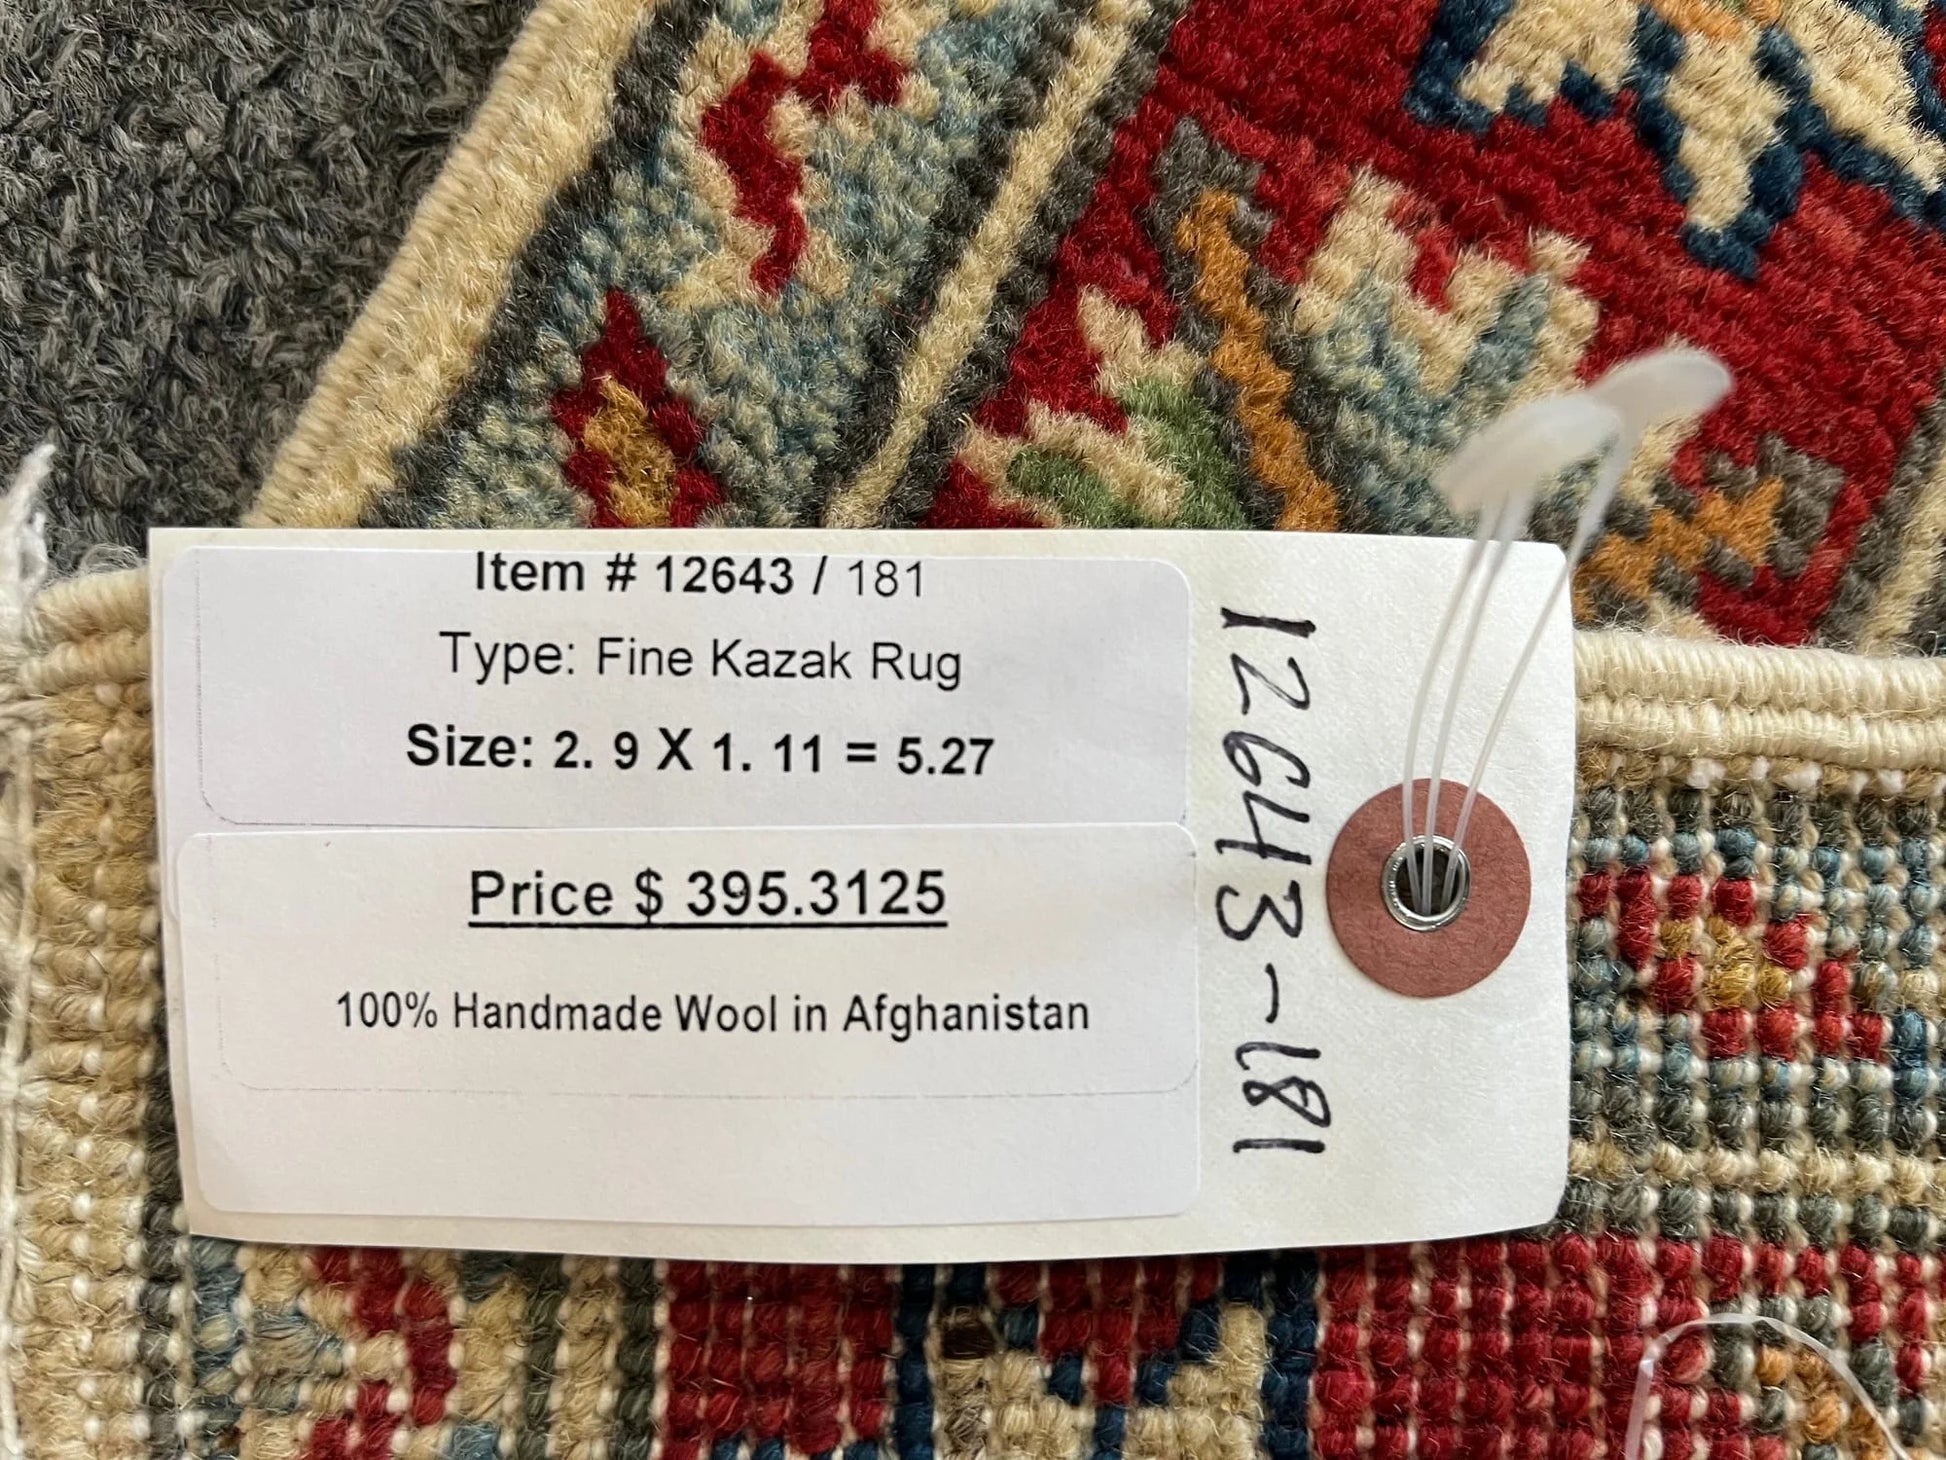 Item # 12643 / 181
Type: Fine Kazak Rug
Size: 2. 9 X 1. 11 = 5.27
Price $ 395.3125
100% Handmade Wool in Afghanistan
12643-181